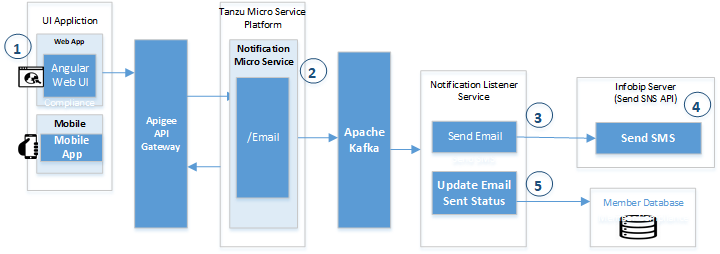 UI Appliction
Web App
1
Angular
Web UI
Compliance
Mobile
Mobile
App
Apigee
API
Gateway
Tanzu Micro Service
Platform
Notification
Micro Service
2
/Email
Apache
Kafka
Notification Listener
Service
Send Email
3
Update Email
Sent Status
5
Infobip Server
(Send SNS API)
4
Send SMS
Member Database